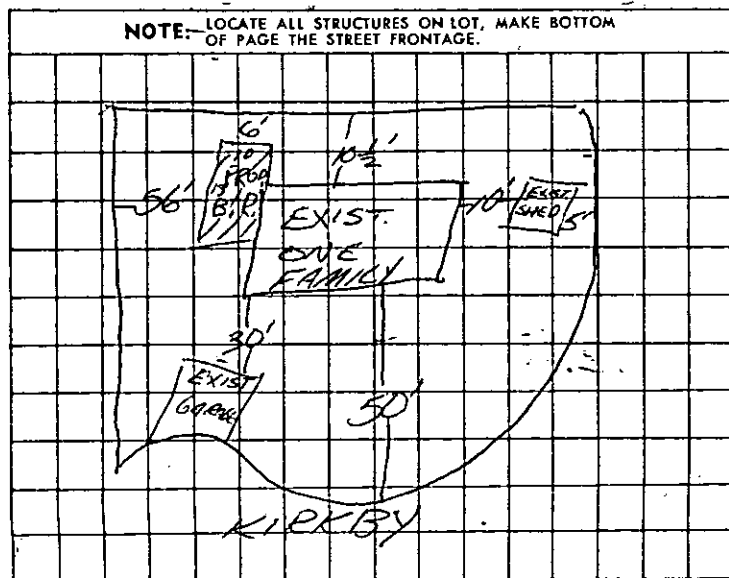 NOTE:— LOCATE ALL STRUCTURES ON LOT, MAKE BOTTOM
OF PAGE THE STREET FRONTAGE.
6'
10½'
56'
B.R.
EXIST.
ONE
FAMILY
10'
EXIST.
SHED
5'
30'
EXIST
GARAGE
50'
KIRKBY